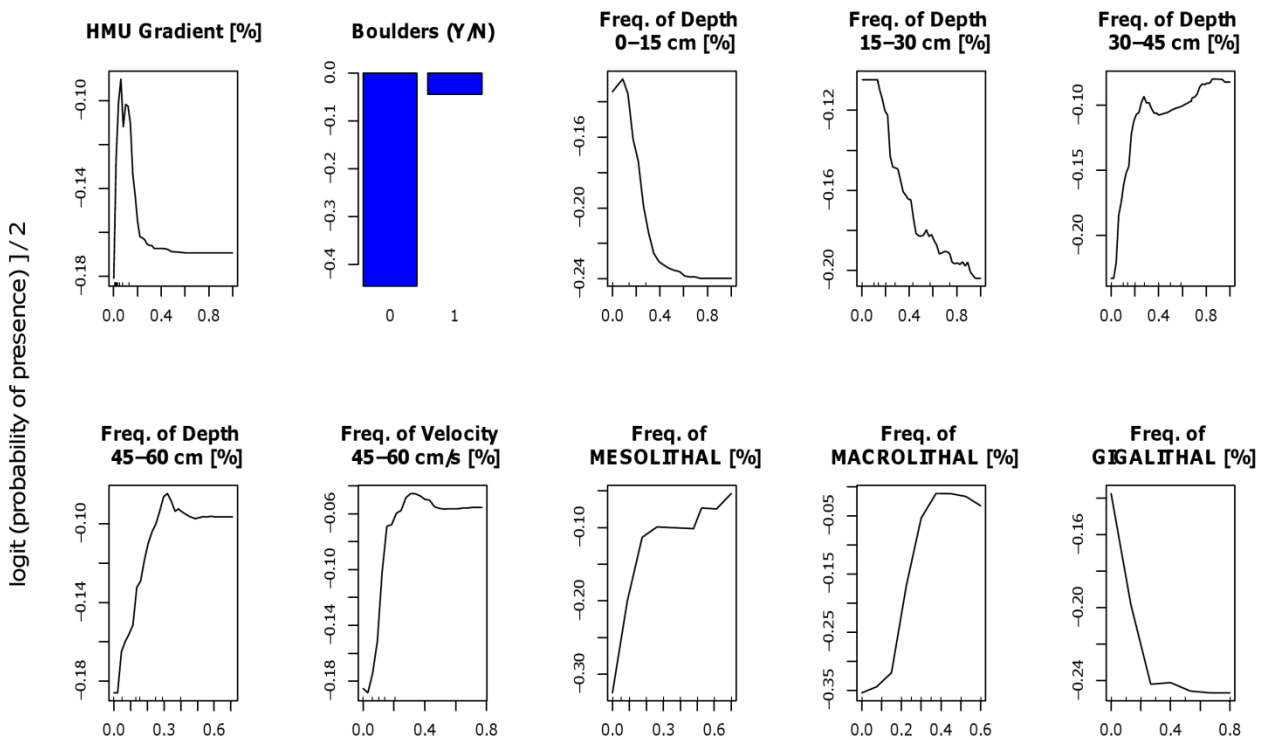 logit (probability of presence) ] / 2
HMU Gradient [%]
−0.18 −0.14 −0.10
0.0 0.4 0.8
Boulders (Y/N)
−0.4 −0.3 −0.2 −0.1 0.0
0 1
Freq. of Depth
0−15 cm [%]
−0.24 −0.20 −0.16
0.0 0.4 0.8
Freq. of Depth
15−30 cm [%]
−0.20 −0.16 −0.12
0.0 0.4 0.8
Freq. of Depth
30−45 cm [%]
−0.20 −0.15 −0.10
0.0 0.4 0.8
Freq. of Depth
45−60 cm [%]
−0.18 −0.14 −0.10
0.0 0.4
Freq. of Velocity
45−60 cm/s [%]
−0.18 −0.14 −0.10 −0.06
0.0 0.4 0.8
Freq. of
MESOLITHAL [%]
−0.30 −0.20 −0.10
0.0 0.4
Freq. of
MACROLITHAL [%]
−0.35 −0.25 −0.15 −0.05
0.0 0.2 0.4 0.6
Freq. of
GIGALITHAL [%]
−0.24 −0.20 −0.16
0.0 0.4 0.8